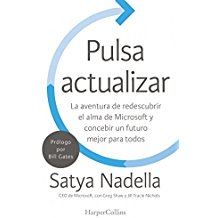 Pulsa
actualizar
La aventura de redescubrir
el alma de Microsoft y
concebir un futuro
mejor para todos
Prólogo
por
Bill Gates
Satya Nadella
CEO de Microsoft, con Greg Shaw y Jill Tracie Nichols
HarperCollins